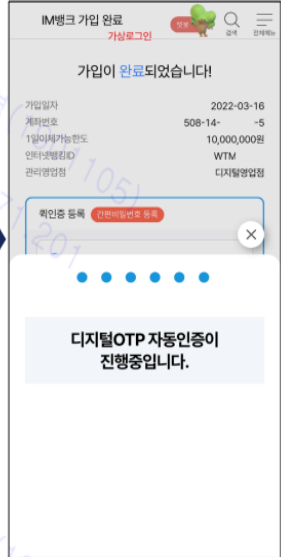 IM뱅크 가입 완료
가상로그인
챗봇
검색
전체메뉴
가입이 완료되었습니다!
가입일자 2022-03-16
계좌번호 508-14- -5
1일이체가능한도 10,000,000원
인터넷뱅킹ID WTM
관리영업점 디지털영업점
퀵인증 등록 간편비밀번호 등록
디지털OTP 자동인증이
진행중입니다.